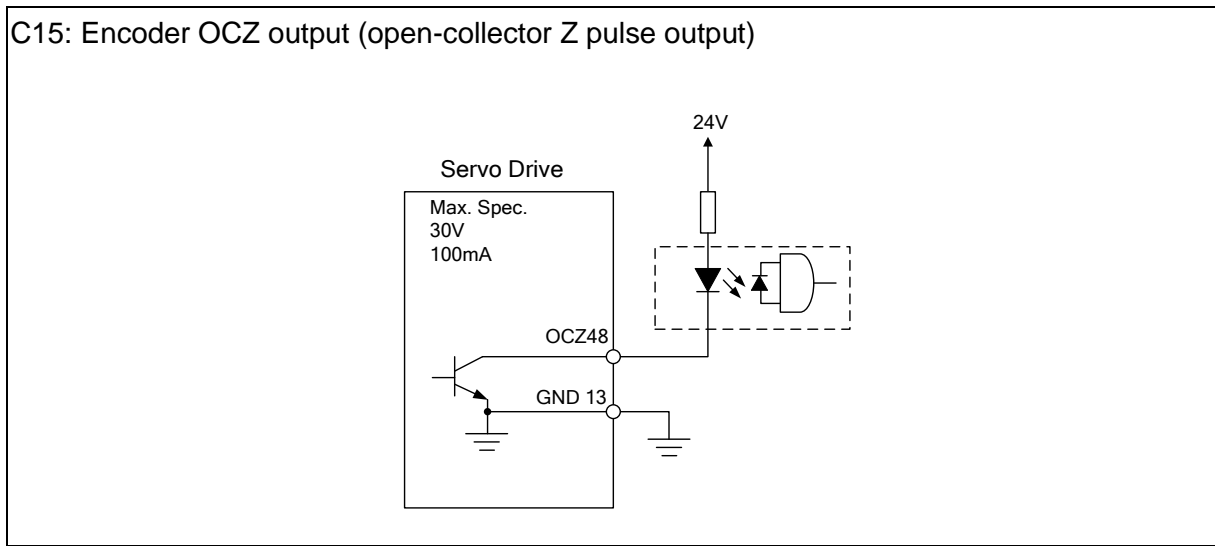 C15: Encoder OCZ output (open-collector Z pulse output)
24V
Servo Drive
Max. Spec.
30V
100mA
OCZ48
GND 13